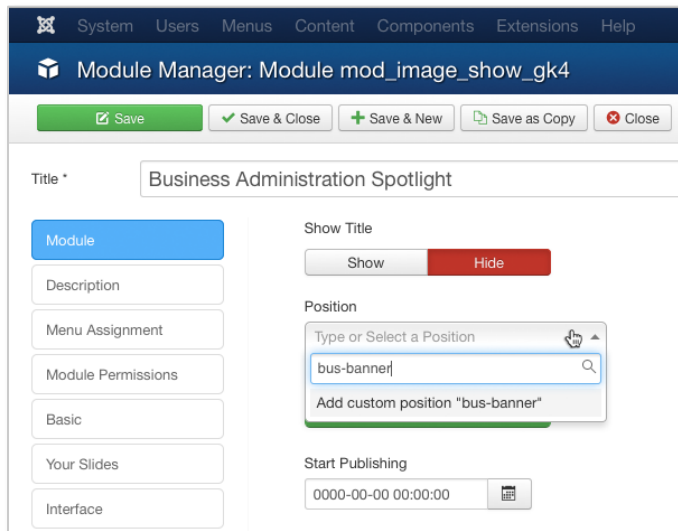 System Users Menus Content Components Extensions Help
Module Manager: Module mod_image_show_gk4
Save Save & Close Save & New Save as Copy Close
Title * Business Administration Spotlight
Module
Description
Menu Assignment
Module Permissions
Basic
Your Slides
Interface
Show Title
Show Hide
Position
Type or Select a Position
bus-banner
Add custom position "bus-banner"
Start Publishing
0000-00-00 00:00:00